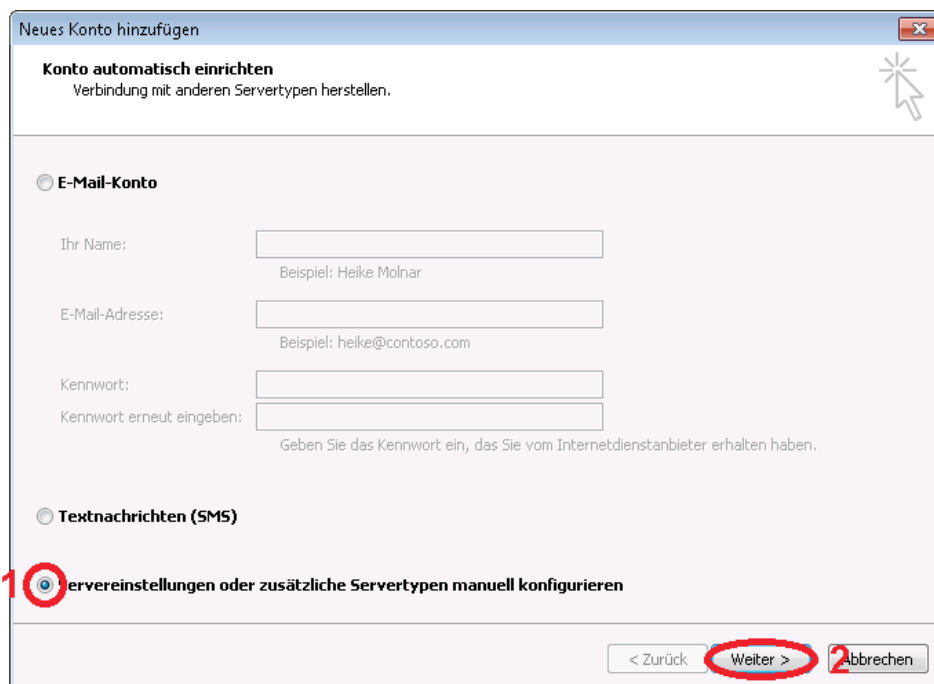 Neues Konto hinzufügen
Konto automatisch einrichten
Verbindung mit anderen Servertypen herstellen.
E-Mail-Konto
Ihr Name:
Beispiel: Heike Molnar
E-Mail-Adresse:
Beispiel: heike@contoso.com
Kennwort:
Kennwort erneut eingeben:
Geben Sie das Kennwort ein, das Sie vom Internetdienstanbieter erhalten haben.
Textnachrichten (SMS)
1 Servereinstellungen oder zusätzliche Servertypen manuell konfigurieren
< Zurück Weiter > 2 Abbrechen